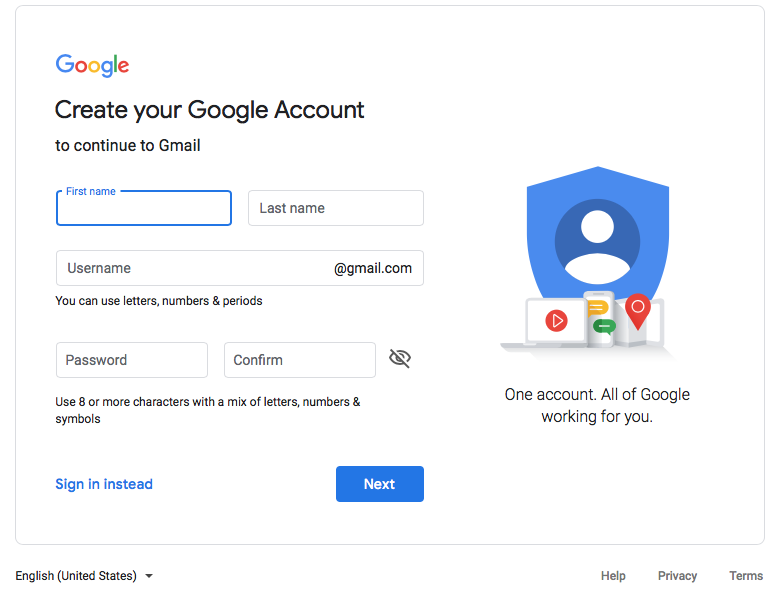 Google
Create your Google Account
to continue to Gmail
First name
Last name
Username @gmail.com
You can use letters, numbers & periods
Password
Confirm
Use 8 or more characters with a mix of letters, numbers &
symbols
Sign in instead
Next
One account. All of Google
working for you.
English (United States)
Help
Privacy
Terms